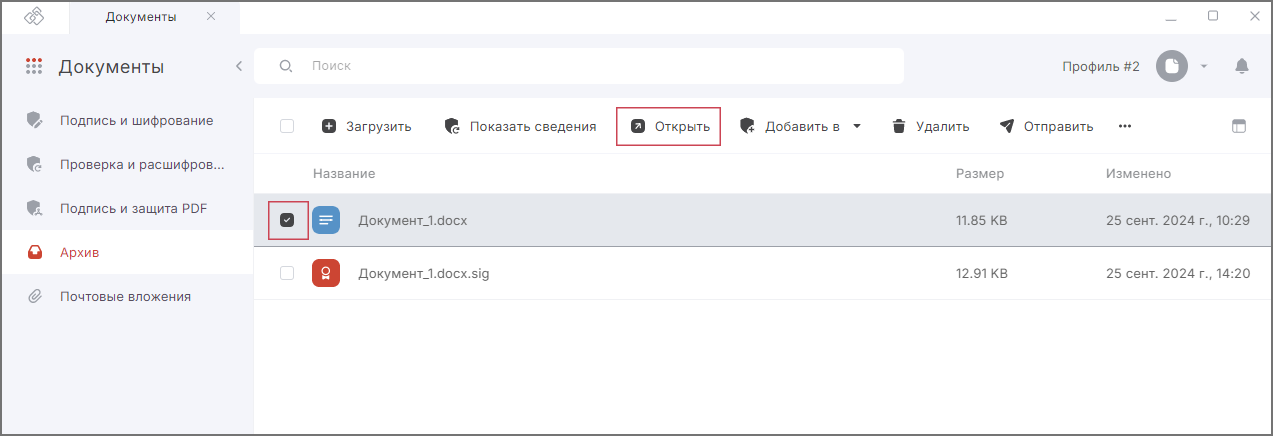 Документы
Документы
Поиск
Профиль #2
Подпись и шифрование
Проверка и расшифров...
Подпись и защита PDF
Архив
Почтовые вложения
Загрузить Показать сведения Открыть Добавить в Удалить Отправить
Название Размер Изменено
Документ_1.docx 11.85 KB 25 сент. 2024 г., 10:29
Документ_1.docx.sig 12.91 KB 25 сент. 2024 г., 14:20